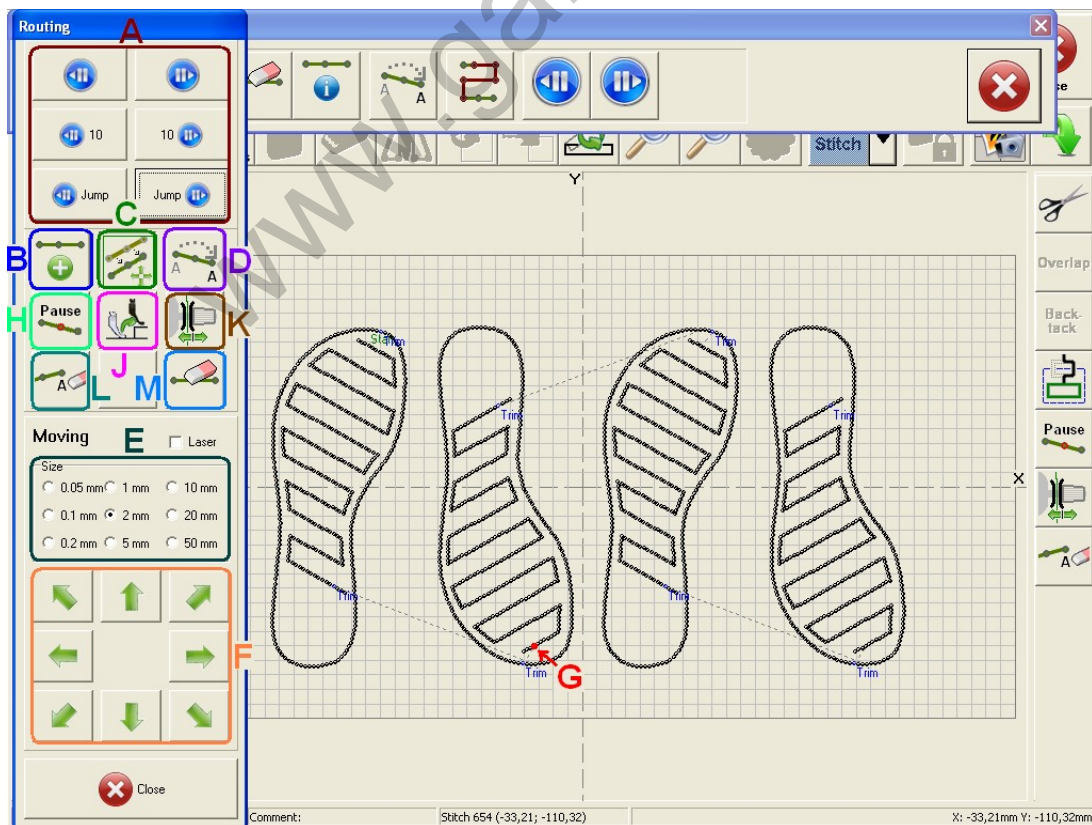 Routing
A
10
10
Jump
Jump
C
B
A
A
D
H
Pause
K
J
A
L
M
Moving
E
Laser
Size
0.05 mm
1 mm
10 mm
0.1 mm
2 mm
20 mm
0.2 mm
5 mm
50 mm
F
Close
A
A
Stitch
Y
X
Trim
Trim
Trim
Trim
Trim
Trim
Trim
Trim
G
Overlap
Back-
tack
Pause
A
Comment:
Stitch 654 (-33,21; -110,32)
X: -33,21mm Y: -110,32mm
www.ga